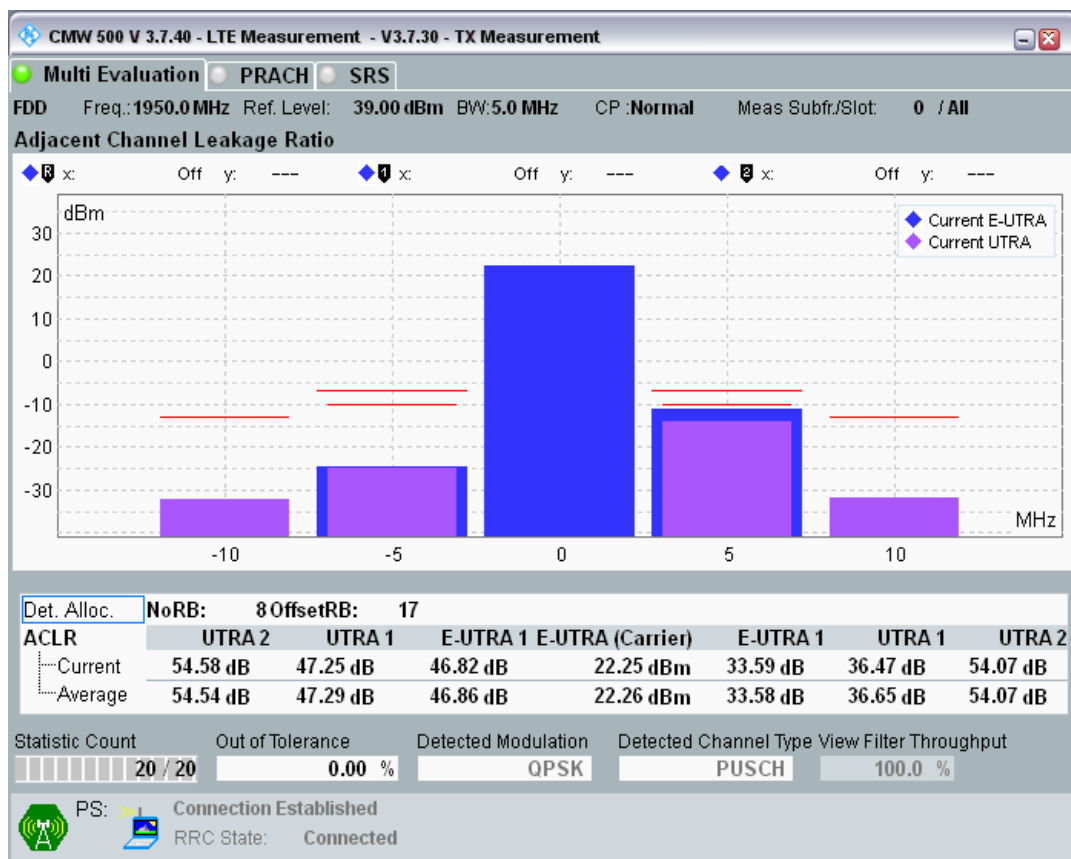 CMW 500 V 3.7.40 - LTE Measurement - V3.7.30 - TX Measurement
Multi Evaluation PRACH SRS
FDD Freq.: 1950.0 MHz Ref. Level: 39.00 dBm BW: 5.0 MHz CP : Normal Meas Subfr./Slot: 0 / All
Adjacent Channel Leakage Ratio
R x: Off y: --- 1 x: Off y: --- 2 x: Off y: ---
dBm
Current E-UTRA
Current UTRA
30
20
10
0
-10
-20
-30
MHz
-10 -5 0 5 10
Det. Alloc. NoRB: 8 OffsetRB: 17
ACLR UTRA 2 UTRA 1 E-UTRA 1 E-UTRA (Carrier) E-UTRA 1 UTRA 1 UTRA 2
Current 54.58 dB 47.25 dB 46.82 dB 22.25 dBm 33.59 dB 36.47 dB 54.07 dB
Average 54.54 dB 47.29 dB 46.86 dB 22.26 dBm 33.58 dB 36.65 dB 54.07 dB
Statistic Count Out of Tolerance Detected Modulation Detected Channel Type View Filter Throughput
20 / 20 0.00 % QPSK PUSCH 100.0 %
PS: Connection Established
RRC State: Connected